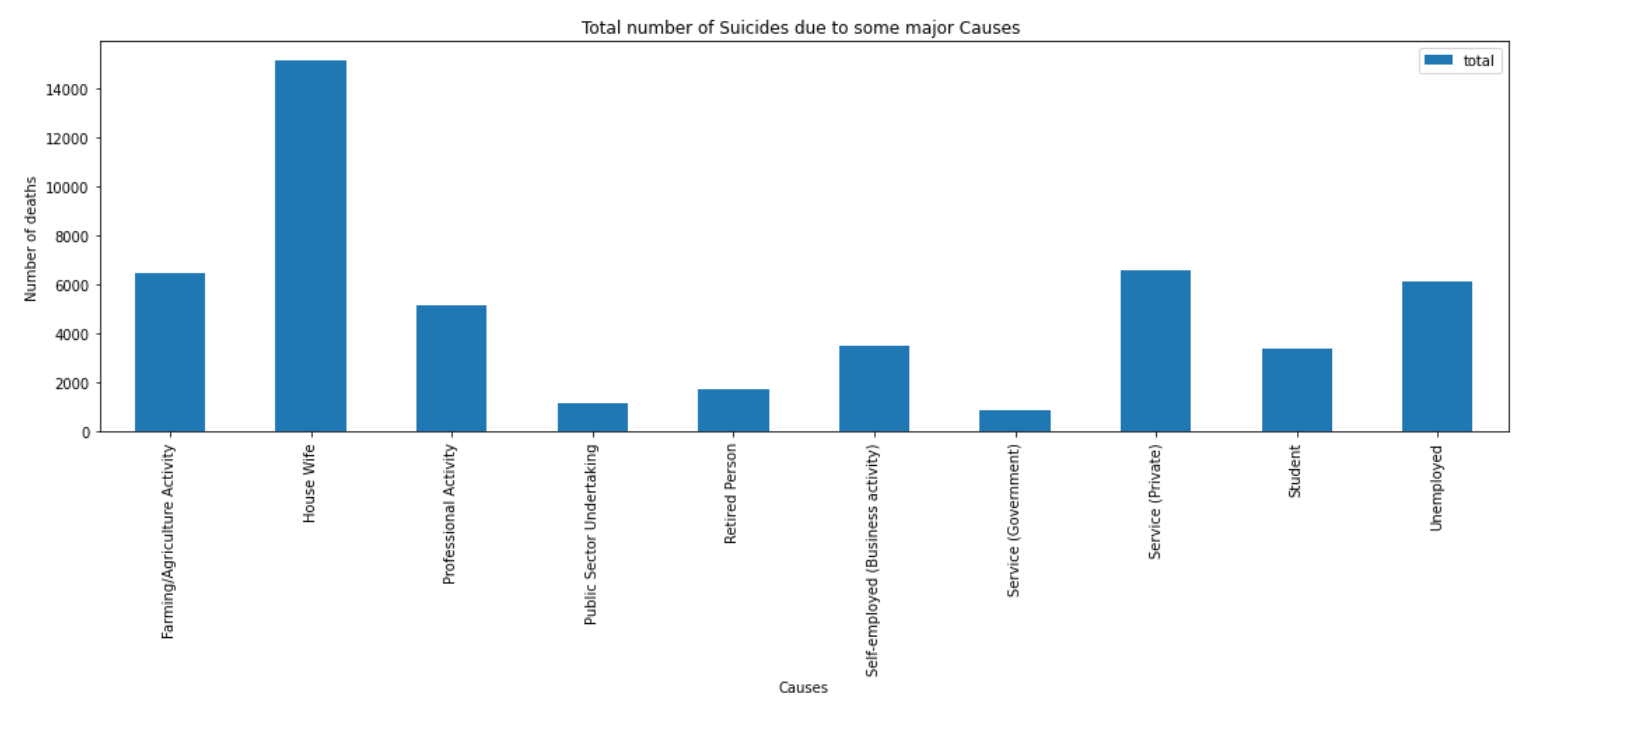 Total number of Suicides due to some major Causes
total
Number of deaths
14000
12000
10000
8000
6000
4000
2000
0
Farming/Agriculture Activity
House Wife
Professional Activity
Public Sector Undertaking
Retired Person
Self-employed (Business activity)
Service (Government)
Service (Private)
Student
Unemployed
Causes